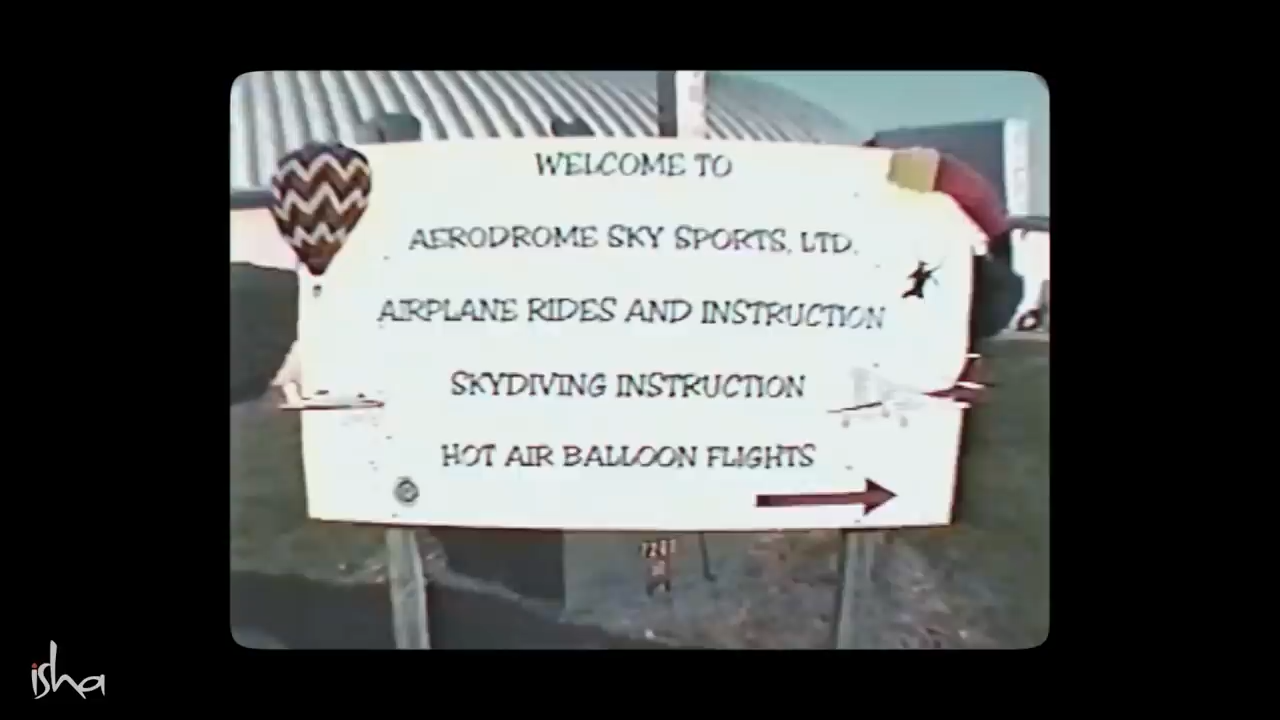 WELCOME TO
AERODROME SKY SPORTS, LTD.
AIRPLANE RIDES AND INSTRUCTION
SKYDIVING INSTRUCTION
HOT AIR BALLOON FLIGHTS
isha